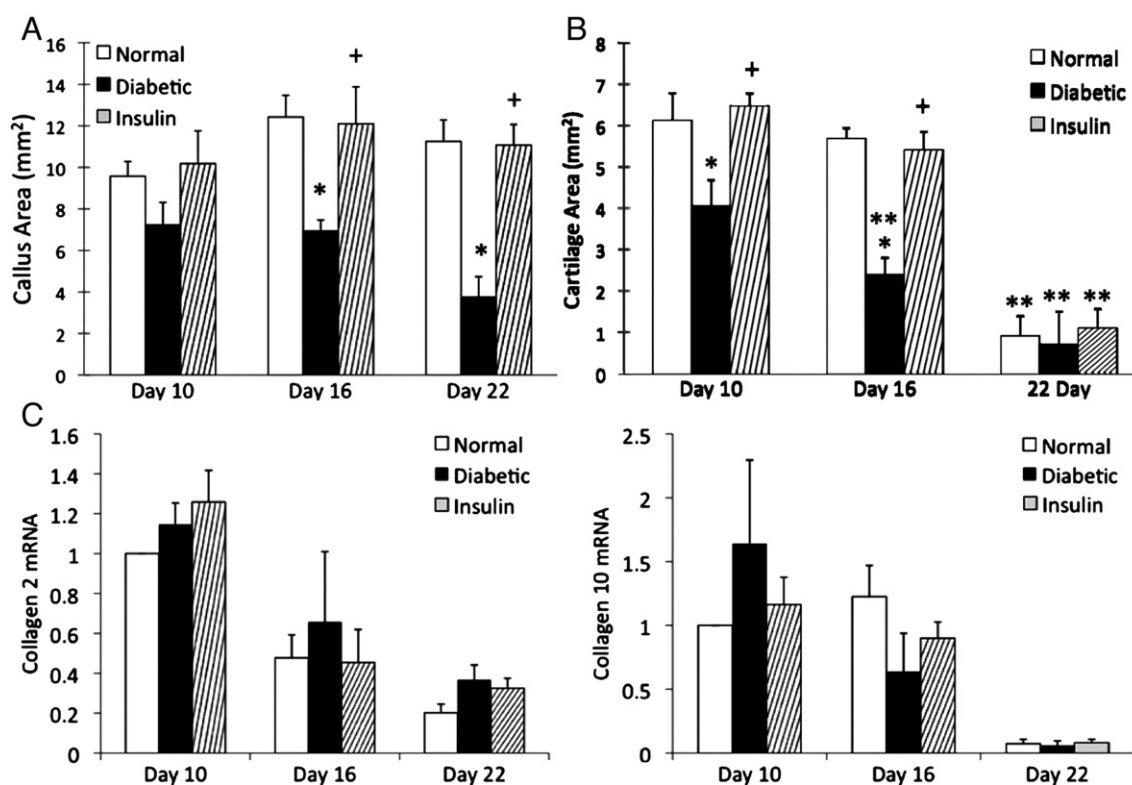 A
Callus Area (mm²)
16
14
12
10
8
6
4
2
0
Normal
Diabetic
Insulin
*
+
*
+
Day 10
Day 16
Day 22
B
Cartilage Area (mm²)
8
7
6
5
4
3
2
1
0
Normal
Diabetic
Insulin
*
+
**
*
+
**
**
**
Day 10
Day 16
22 Day
C
Collagen 2 mRNA
1.6
1.4
1.2
1
0.8
0.6
0.4
0.2
0
Normal
Diabetic
Insulin
Day 10
Day 16
Day 22
Collagen 10 mRNA
2.5
2
1.5
1
0.5
0
Normal
Diabetic
Insulin
Day 10
Day 16
Day 22